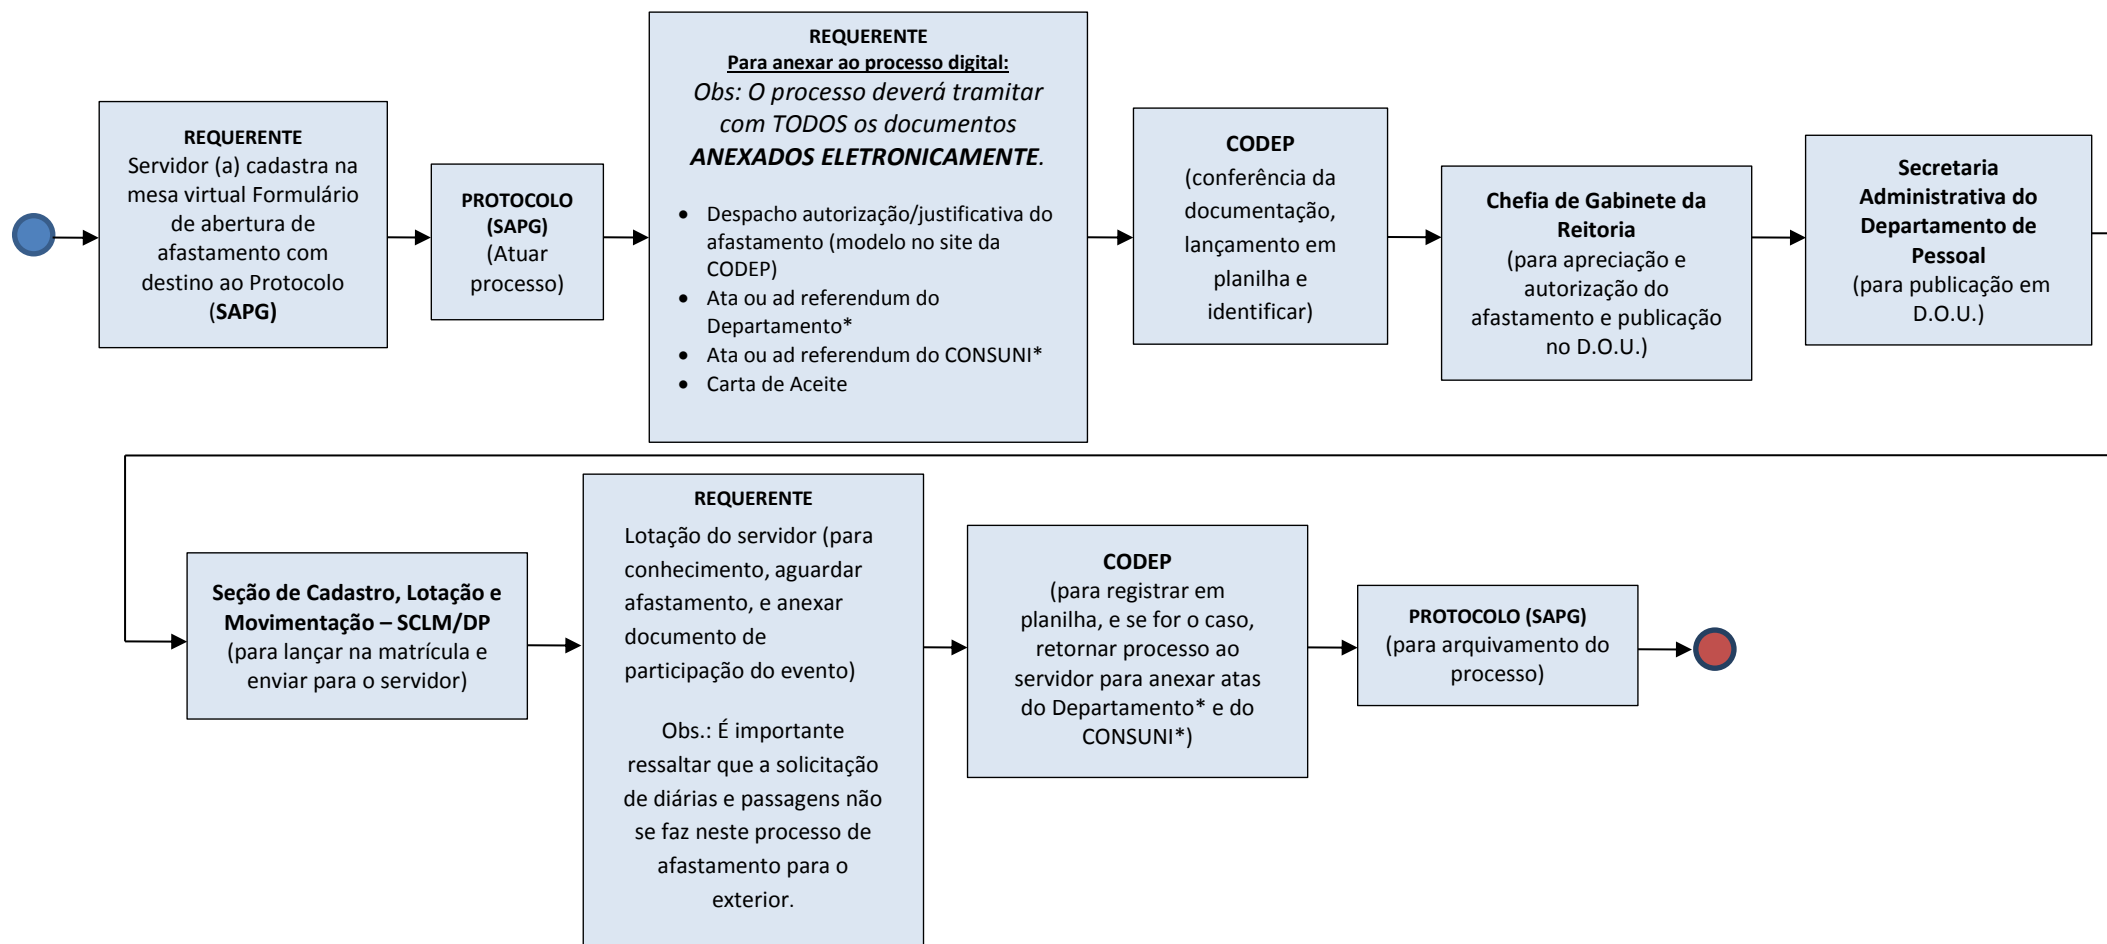 REQUERENTE
Servidor (a) cadastra na
mesa virtual Formulário
de abertura de
afastamento com
destino ao Protocolo
(SAPG)
PROTOCOLO
(SAPG)
(Atuar
processo)
REQUERENTE
Para anexar ao processo digital:
Obs: O processo deverá tramitar
com TODOS os documentos
ANEXADOS ELETRONICAMENTE.
• Despacho autorização/justificativa do
afastamento (modelo no site da
CODEP)
• Ata ou ad referendum do
Departamento*
• Ata ou ad referendum do CONSUNI*
• Carta de Aceite
CODEP
(conferência da
documentação,
lançamento em
planilha e
identificar)
Chefia de Gabinete da
Reitoria
(para apreciação e
autorização do
afastamento e publicação
no D.O.U.)
Secretaria
Administrativa do
Departamento de
Pessoal
(para publicação em
D.O.U.)
Seção de Cadastro, Lotação e
Movimentação – SCLM/DP
(para lançar na matrícula e
enviar para o servidor)
REQUERENTE
Lotação do servidor (para
conhecimento, aguardar
afastamento, e anexar
documento de
participação do evento)
Obs.: É importante
ressaltar que a solicitação
de diárias e passagens não
se faz neste processo de
afastamento para o
exterior.
CODEP
(para registrar em
planilha, e se for o caso,
retornar processo ao
servidor para anexar atas
do Departamento* e do
CONSUNI*)
PROTOCOLO (SAPG)
(para arquivamento do
processo)